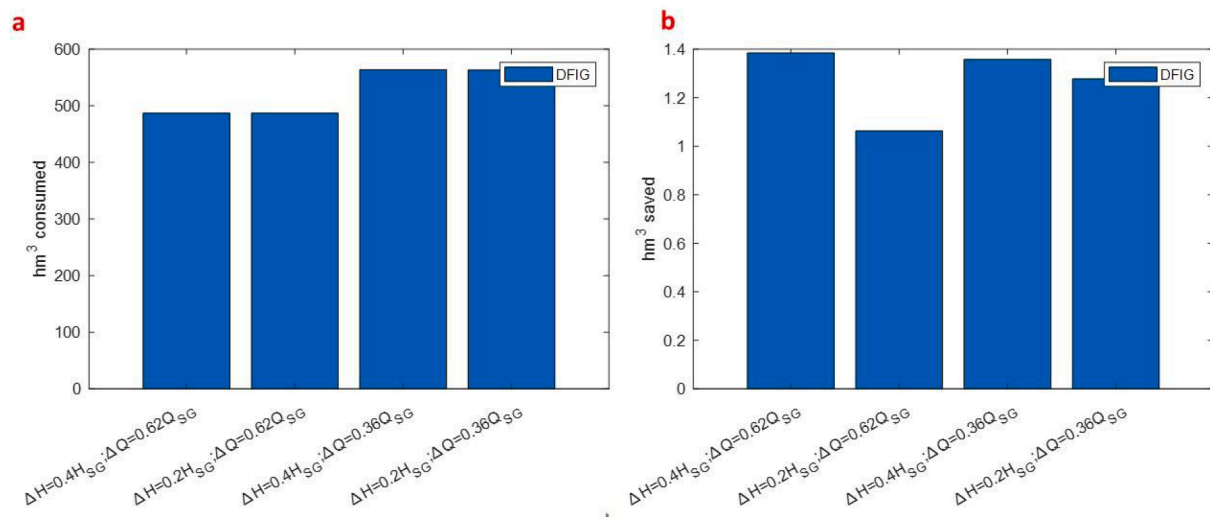 a
600
500
400
300
200
100
0
hm³ consumed
DFIG
ΔH=0.4H_SG;ΔQ=0.62Q_SG
ΔH=0.2H_SG;ΔQ=0.62Q_SG
ΔH=0.4H_SG;ΔQ=0.36Q_SG
ΔH=0.2H_SG;ΔQ=0.36Q_SG
b
1.4
1.2
1
0.8
0.6
0.4
0.2
0
hm³ saved
DFIG
ΔH=0.4H_SG;ΔQ=0.62Q_SG
ΔH=0.2H_SG;ΔQ=0.62Q_SG
ΔH=0.4H_SG;ΔQ=0.36Q_SG
ΔH=0.2H_SG;ΔQ=0.36Q_SG